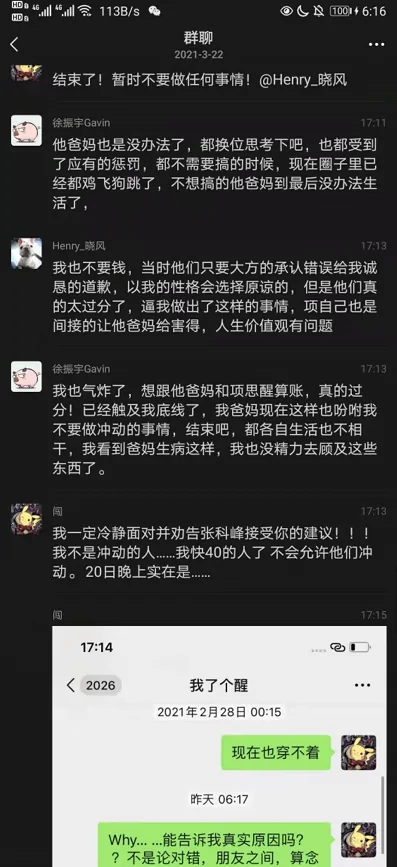 113B/s
100
6:16
群聊
2021-3-22
结束了！暂时不要做任何事情！@Henry_晓风
徐振宇Gavin
17:11
他爸妈也是没办法了，都换位思考下吧，也都受到
了应有的惩罚，都不需要搞的时候，现在圈子里已
经都鸡飞狗跳了，不想搞的他爸妈到最后没办法生
活了，
Henry_晓风
17:13
我也不要钱，当时他们只要大方的承认错误给我诚
恳的道歉，以我的性格会选择原谅的，但是他们真
的太过分了，逼我做出了这样的事情，项自己也是
间接的让他爸妈给害得，人生价值观有问题
徐振宇Gavin
17:13
我也气炸了，想跟他爸妈和项思醒算账，真的过
分！已经触及我底线了，我爸妈现在这样也吩咐我
不要做冲动的事情，结束吧，都各自生活也不相
干，我看到爸妈生病这样，我也没精力去顾及这些
东西了。
闯
17:13
我一定冷静面对并劝告张科峰接受你的建议！！！
我不是冲动的人……我快40的人了 不会允许他们冲
动。20日晚上实在是……
闯
17:15
17:14
2026
我了个醒
2021年2月28日 00:15
现在也穿不着
昨天 06:17
Why... ...能告诉我真实原因吗？
？不是论对错，朋友之间，算念